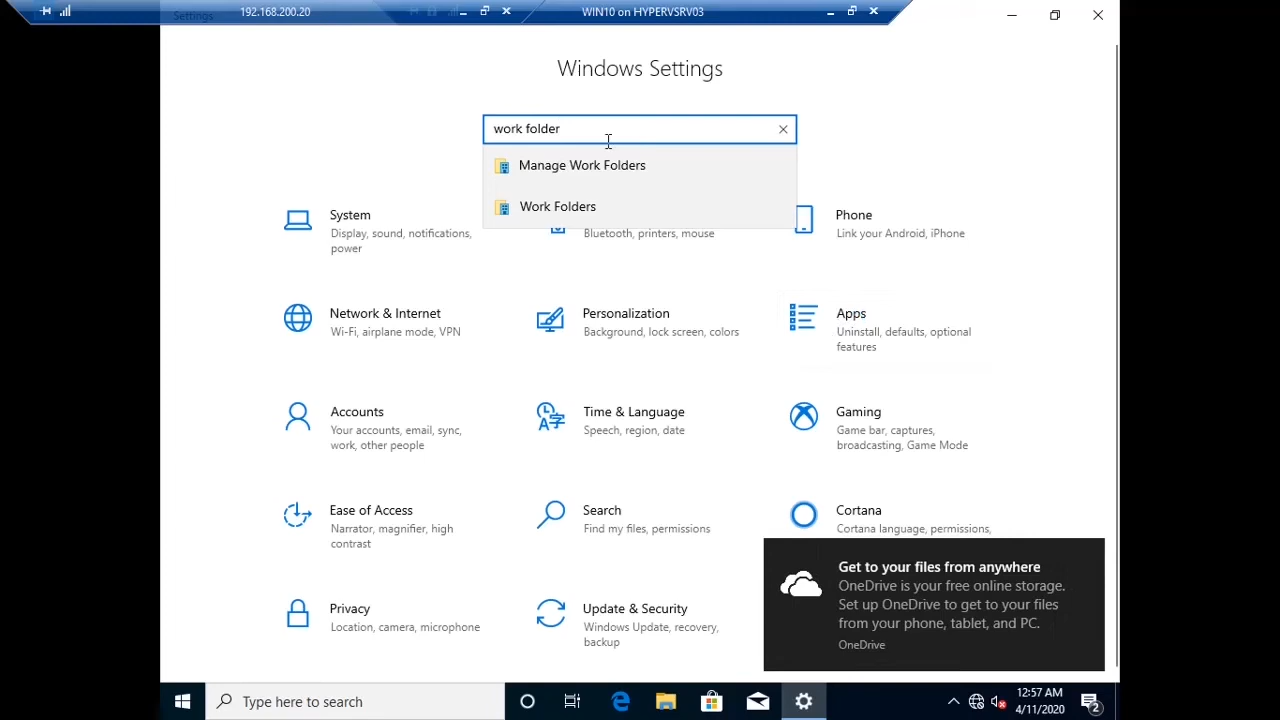 Settings
192.168.200.20
WIN10 on HYPERVSRV03
Windows Settings
work folder
Manage Work Folders
Work Folders
System
Display, sound, notifications,
power
Bluetooth, printers, mouse
Phone
Link your Android, iPhone
Network & Internet
Wi-Fi, airplane mode, VPN
Personalization
Background, lock screen, colors
Apps
Uninstall, defaults, optional
features
Accounts
Your accounts, email, sync,
work, other people
Time & Language
Speech, region, date
Gaming
Game bar, captures,
broadcasting, Game Mode
Ease of Access
Narrator, magnifier, high
contrast
Search
Find my files, permissions
Cortana
Cortana language, permissions,
Privacy
Location, camera, microphone
Update & Security
Windows Update, recovery,
backup
Get to your files from anywhere
OneDrive is your free online storage.
Set up OneDrive to get to your files
from your phone, tablet, and PC.
OneDrive
Type here to search
12:57 AM
4/11/2020
2